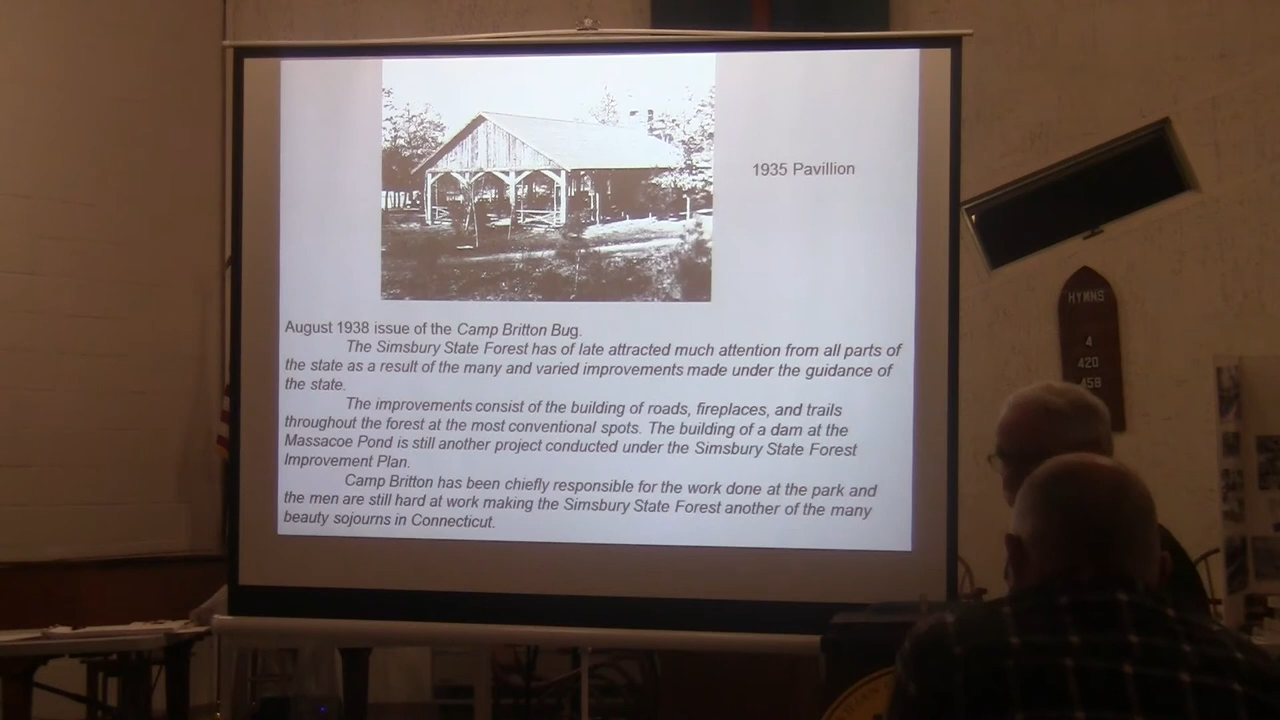 1935 Pavillion
August 1938 issue of the Camp Britton Bug.
The Simsbury State Forest has of late attracted much attention from all parts of
the state as a result of the many and varied improvements made under the guidance of
the state.
The improvements consist of the building of roads, fireplaces, and trails
throughout the forest at the most conventional spots. The building of a dam at the
Massacoe Pond is still another project conducted under the Simsbury State Forest
Improvement Plan.
Camp Britton has been chiefly responsible for the work done at the park and
the men are still hard at work making the Simsbury State Forest another of the many
beauty sojourns in Connecticut.
HYMNS
4
420
458